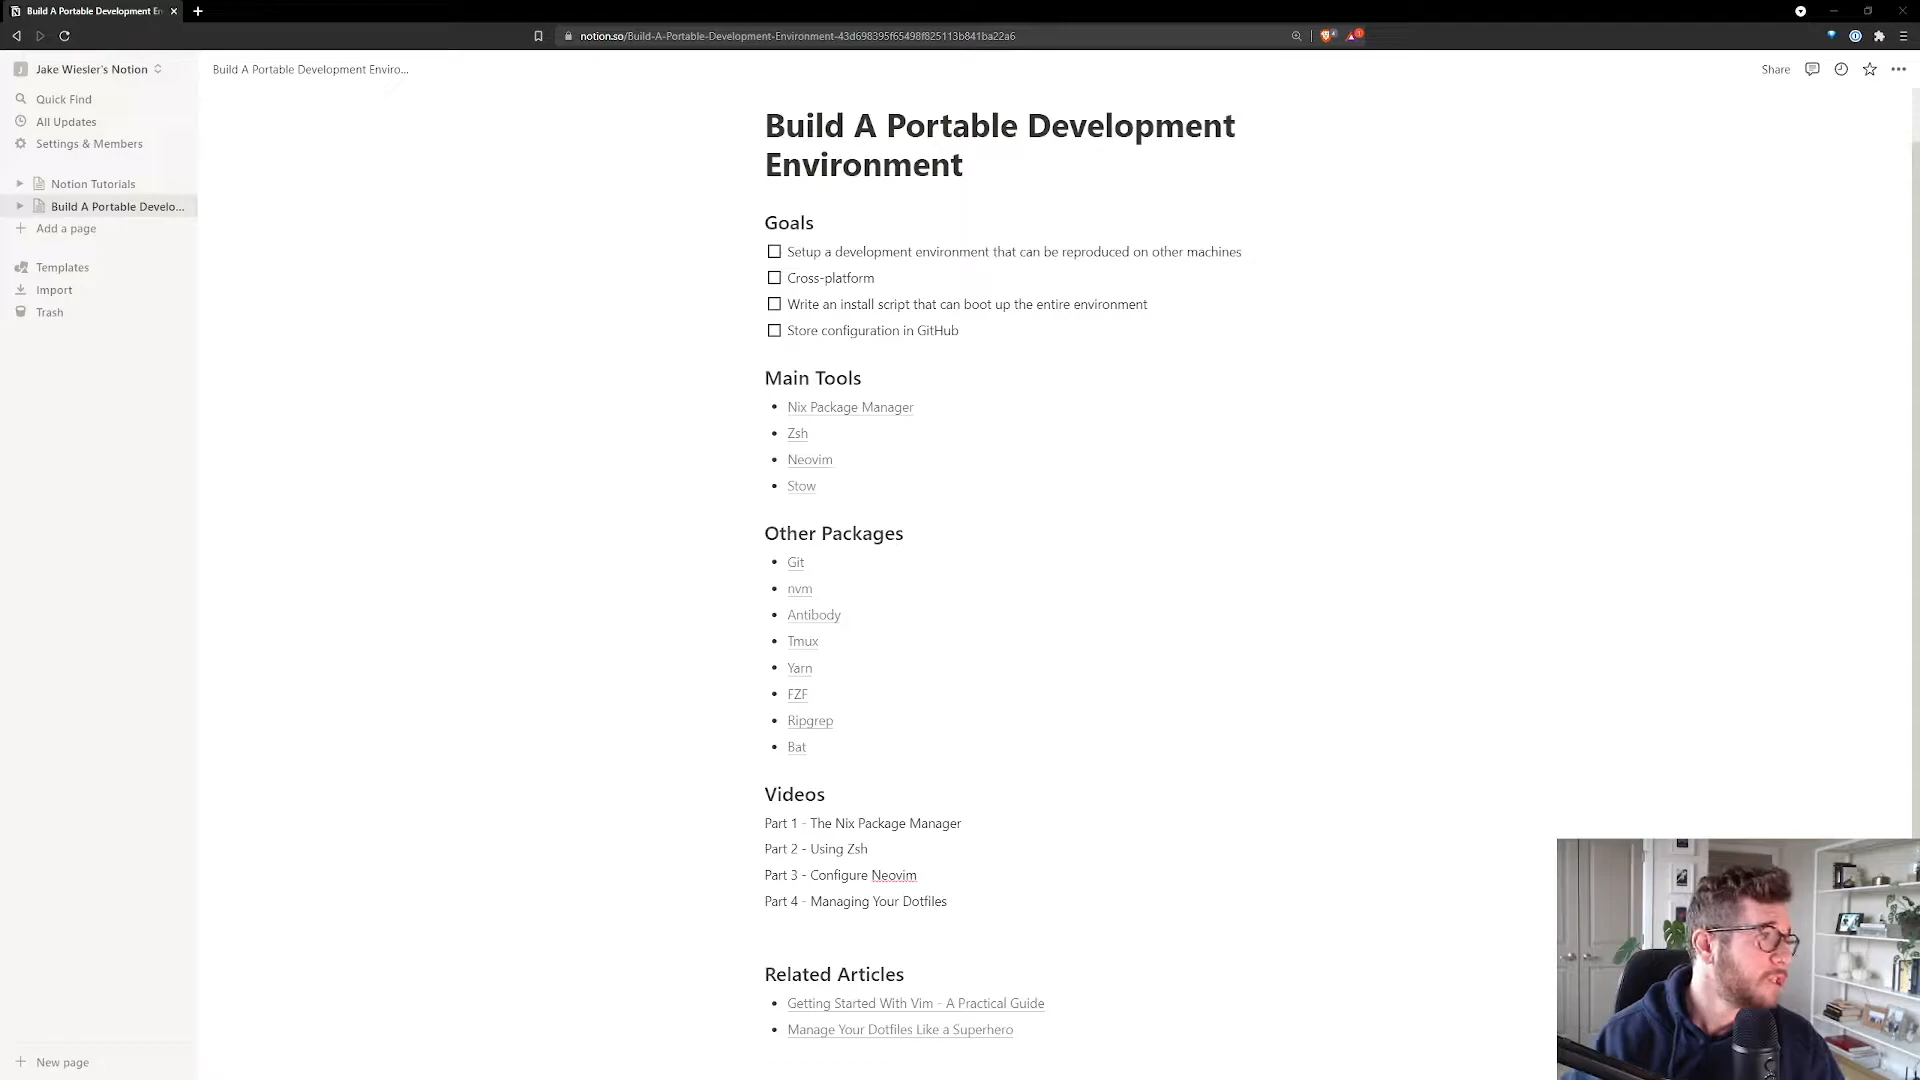 Build A Portable Development En
notion.so/Build-A-Portable-Development-Environment-43d698395f65498f825113b841ba22a6
Jake Wiesler's Notion
Build A Portable Development Enviro...
Share
Quick Find
All Updates
Settings & Members
Notion Tutorials
Build A Portable Develo...
Add a page
Templates
Import
Trash
New page
Build A Portable Development
Environment
Goals
Setup a development environment that can be reproduced on other machines
Cross-platform
Write an install script that can boot up the entire environment
Store configuration in GitHub
Main Tools
Nix Package Manager
Zsh
Neovim
Stow
Other Packages
Git
nvm
Antibody
Tmux
Yarn
FZF
Ripgrep
Bat
Videos
Part 1 - The Nix Package Manager
Part 2 - Using Zsh
Part 3 - Configure Neovim
Part 4 - Managing Your Dotfiles
Related Articles
Getting Started With Vim - A Practical Guide
Manage Your Dotfiles Like a Superhero